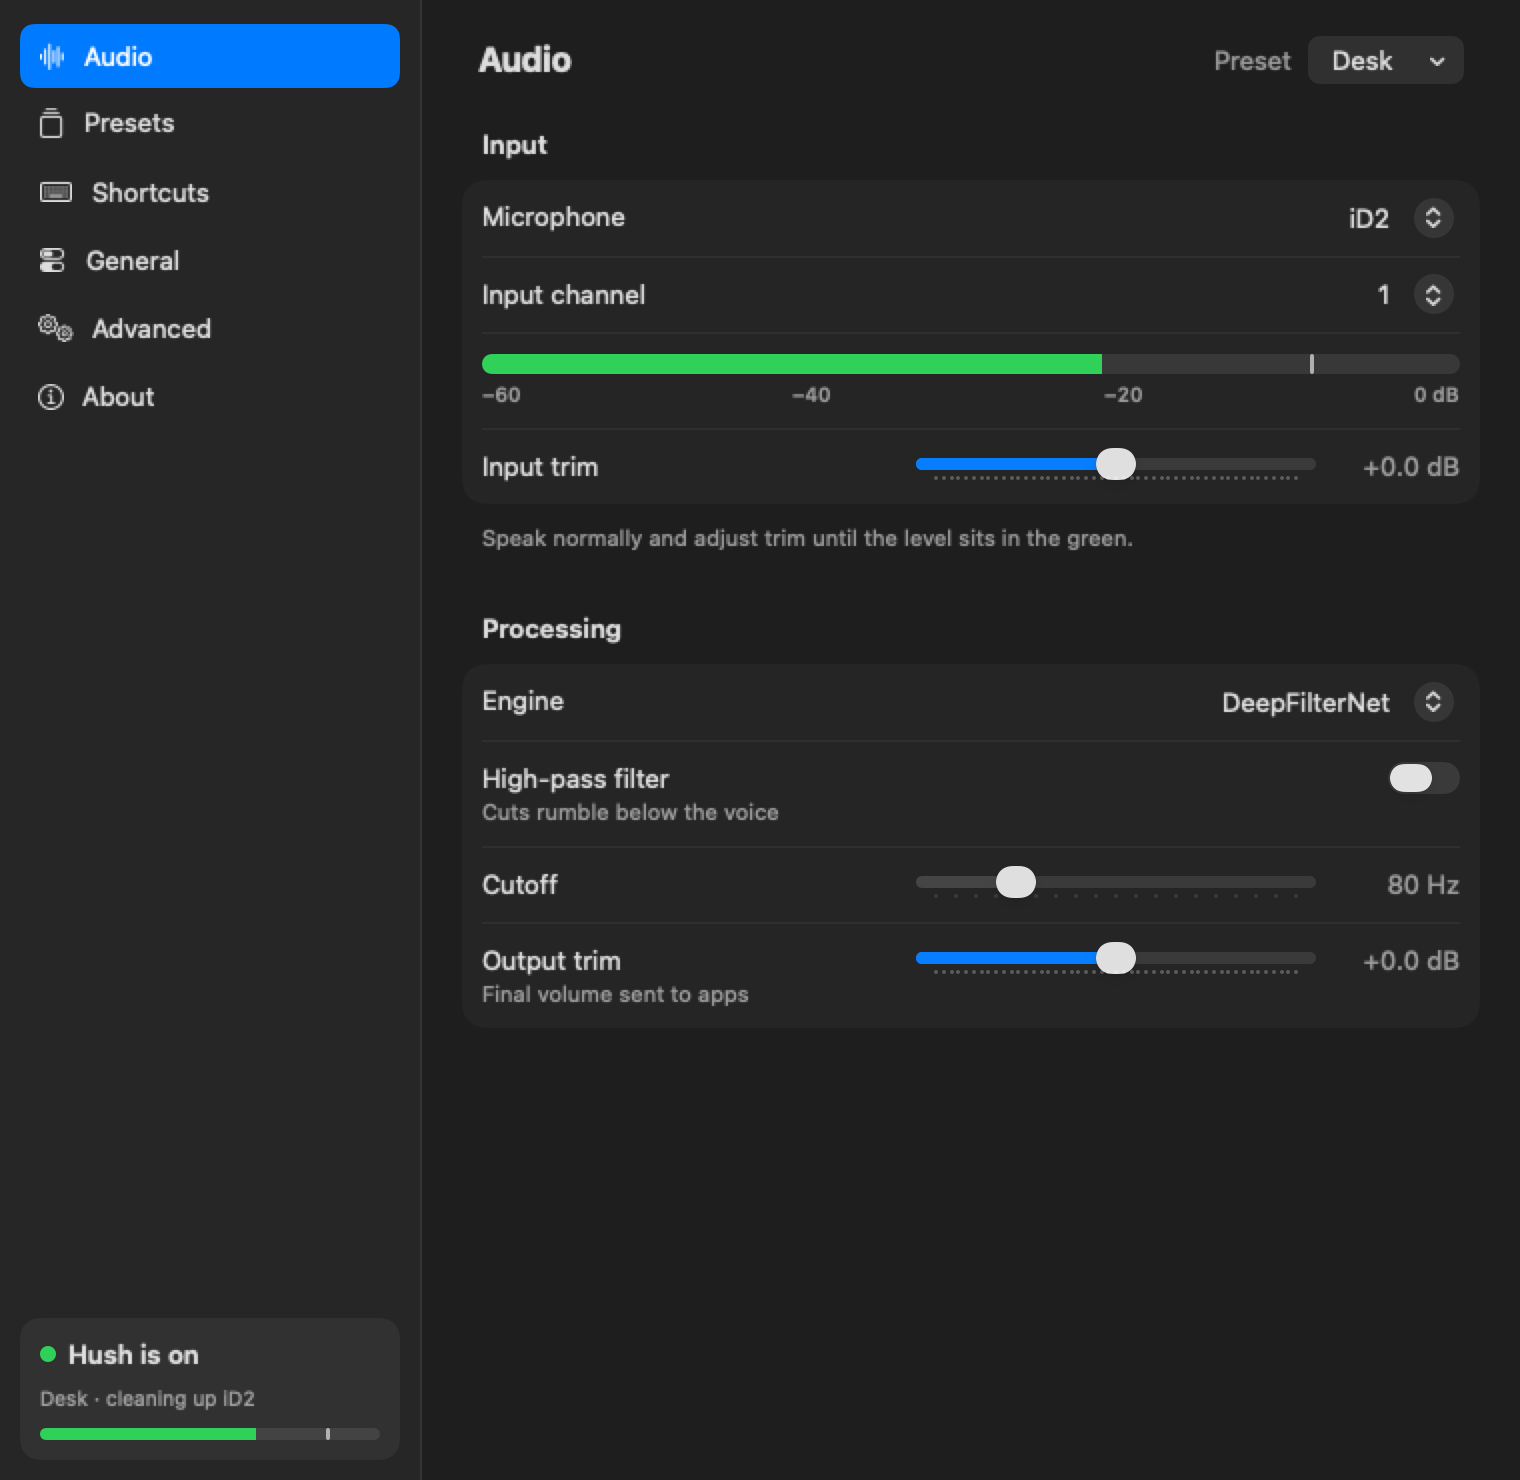 Audio
Presets
Shortcuts
General
Advanced
About
Hush is on
Desk · cleaning up iD2
Audio
Preset Desk
Input
Microphone iD2
Input channel 1
−60 −40 −20 0 dB
Input trim +0.0 dB
Speak normally and adjust trim until the level sits in the green.
Processing
Engine DeepFilterNet
High-pass filter
Cuts rumble below the voice
Cutoff 80 Hz
Output trim +0.0 dB
Final volume sent to apps